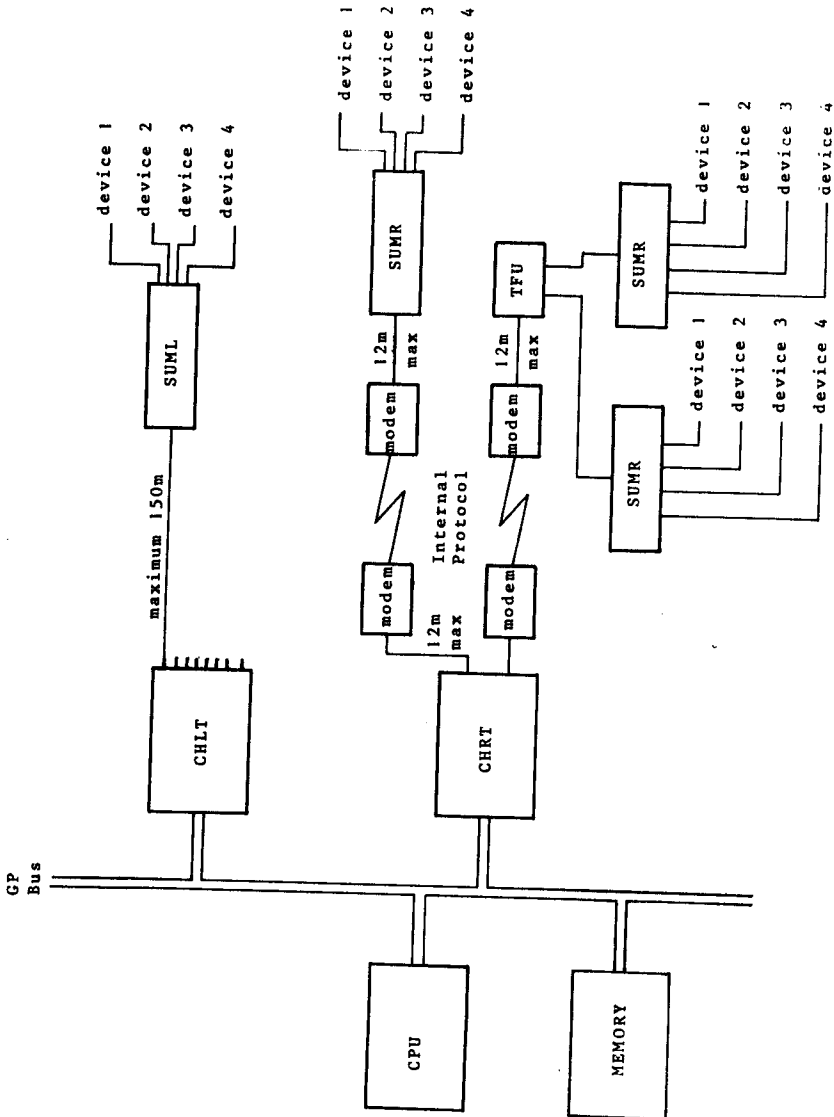 GP
Bus
CPU
MEMORY
CHLT
maximum 150m
SUML
device 1
device 2
device 3
device 4
CHRT
12m
max
modem
Internal
Protocol
modem
12m
max
SUMR
device 1
device 2
device 3
device 4
modem
modem
12m
max
TFU
SUMR
device 1
device 2
device 3
device 4
SUMR
device 1
device 2
device 3
device 4